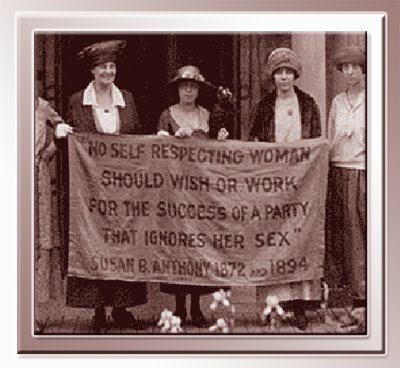 "NO SELF RESPECTING WOMAN
SHOULD WISH OR WORK
FOR THE SUCCESS OF A PARTY
THAT IGNORES HER SEX"
SUSAN B. ANTHONY 1872 AND 1894